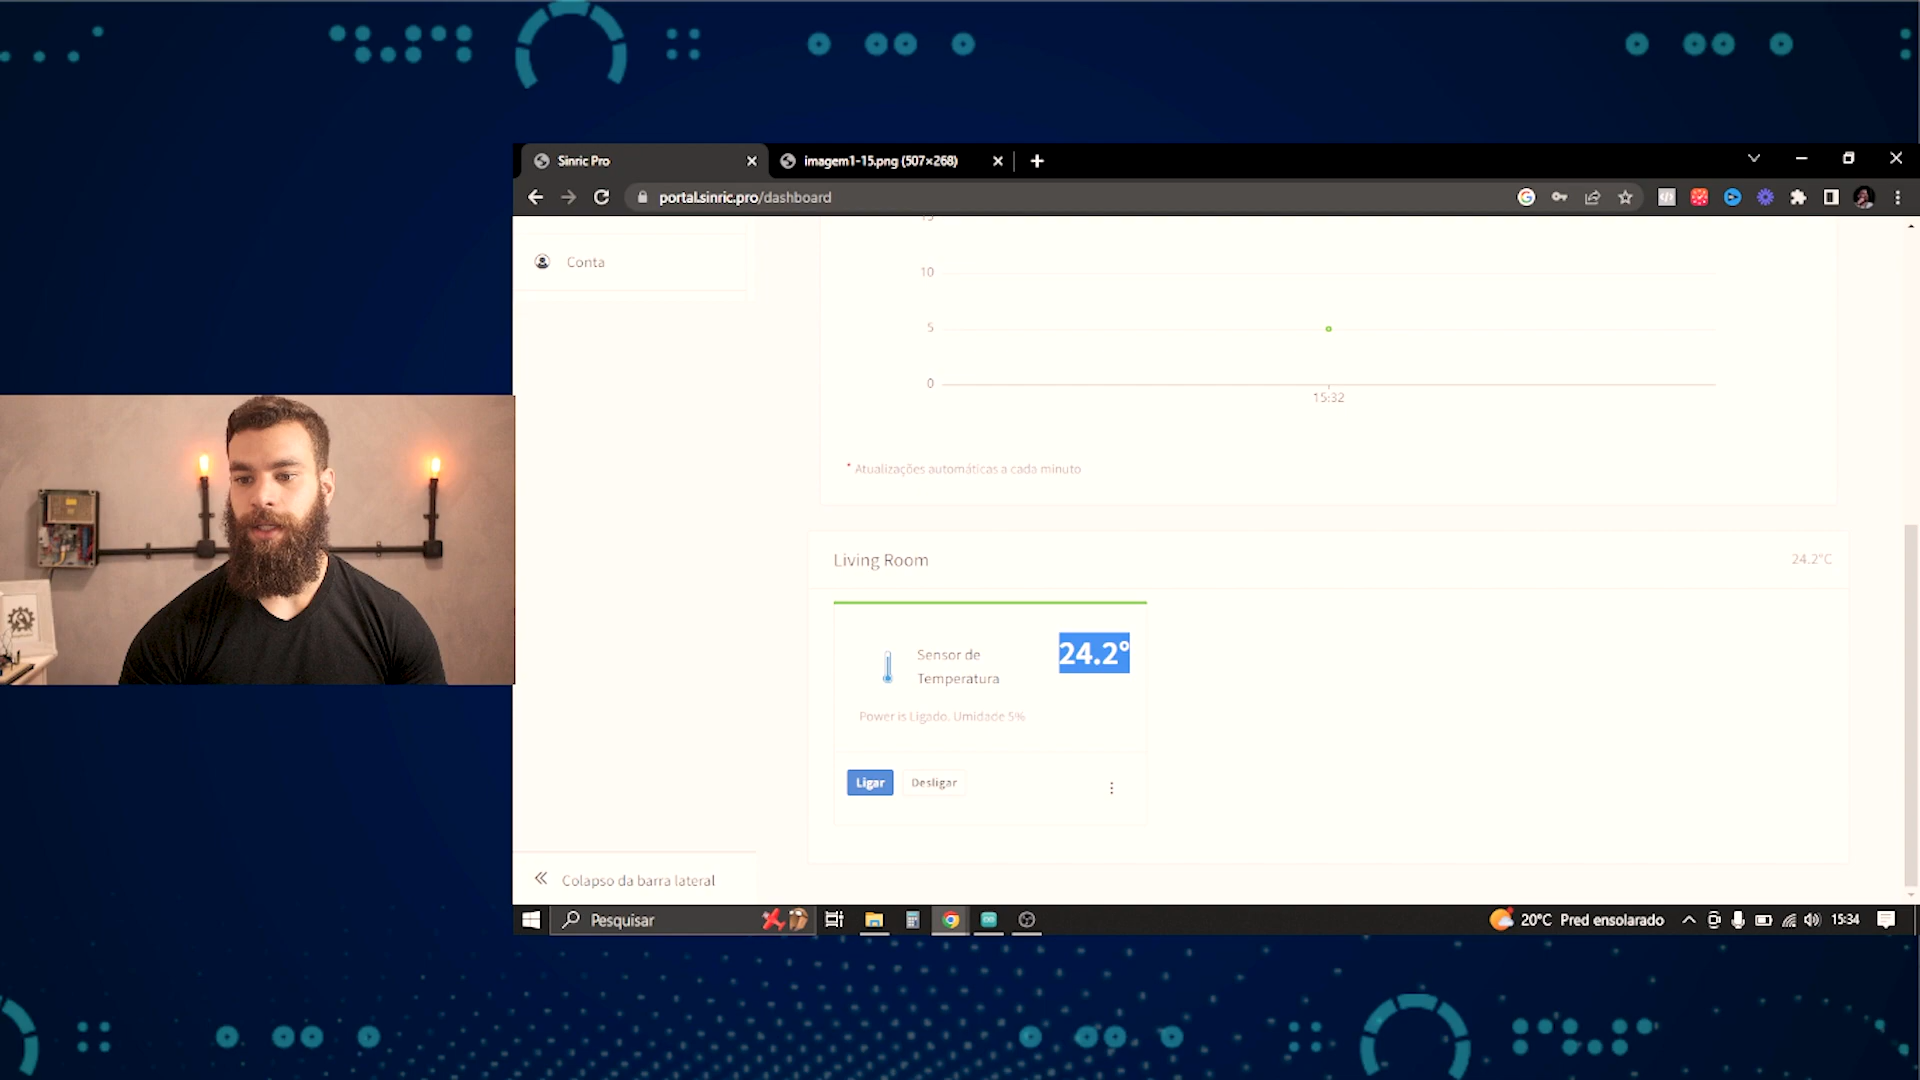 Sinric Pro
imagem1-15.png (507×268)
portal.sinric.pro/dashboard
Conta
15
10
5
0
15:32
* Atualizações automáticas a cada minuto
Living Room
24.2°C
Sensor de
Temperatura
24.2°
Power is Ligado. Umidade 5%
Ligar
Desligar
Colapso da barra lateral
Pesquisar
20°C Pred ensolarado
15:34